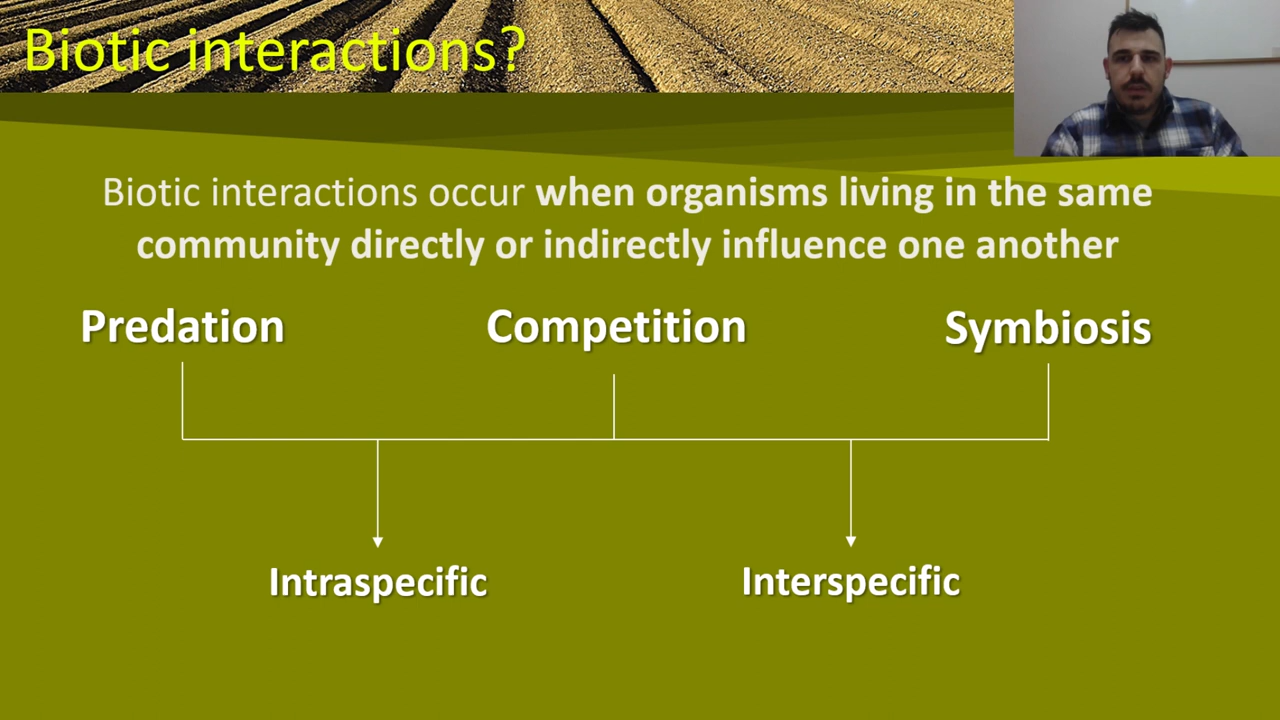 Biotic interactions?
Biotic interactions occur when organisms living in the same
community directly or indirectly influence one another
Predation
Competition
Symbiosis
Intraspecific
Interspecific